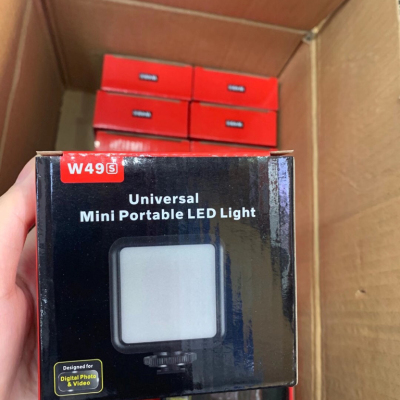 W49S
Universal
Mini Portable LED Light
Designed for
Digital Photo
& Video